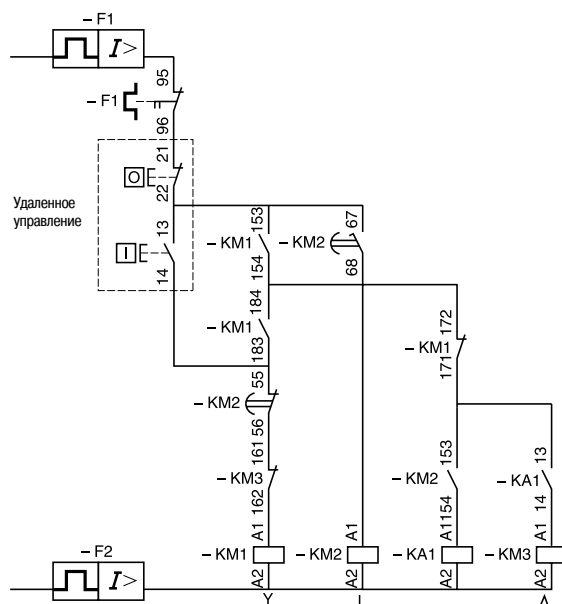 – F1
I>
95
– F1
96
21
O
22
Удаленное
управление
13
I
14
153
– KM1
154
67
– KM2
68
184
– KM1
183
172
– KM1
171
55
– KM2
56
161
– KM3
162
153
– KM2
154
13
– KA1
14
A1
– KM1
A2
A1
– KM2
A2
A1
– KA1
A2
A1
– KM3
A2
– F2
I>
Y
L
Δ